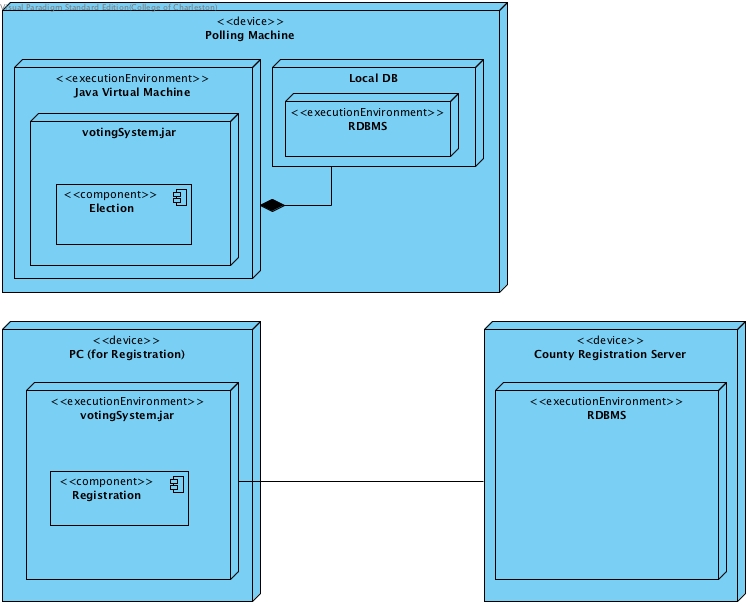 Visual Paradigm Standard Edition(College of Charleston)
<<device>>
Polling Machine
<<executionEnvironment>>
Java Virtual Machine
votingSystem.jar
<<component>>
Election
Local DB
<<executionEnvironment>>
RDBMS
<<device>>
PC (for Registration)
<<executionEnvironment>>
votingSystem.jar
<<component>>
Registration
<<device>>
County Registration Server
<<executionEnvironment>>
RDBMS